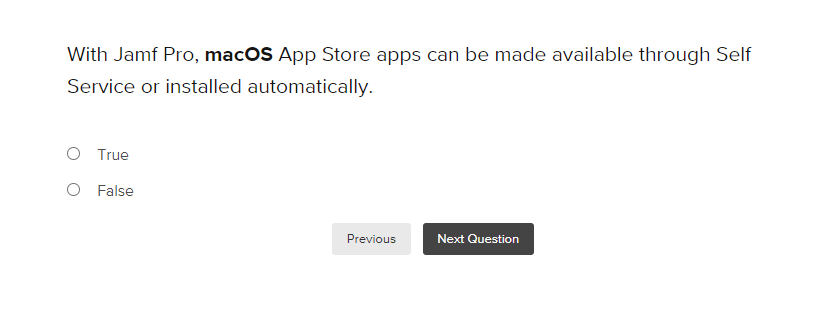 With Jamf Pro, macOS App Store apps can be made available through Self
Service or installed automatically.
True
False
Previous
Next Question